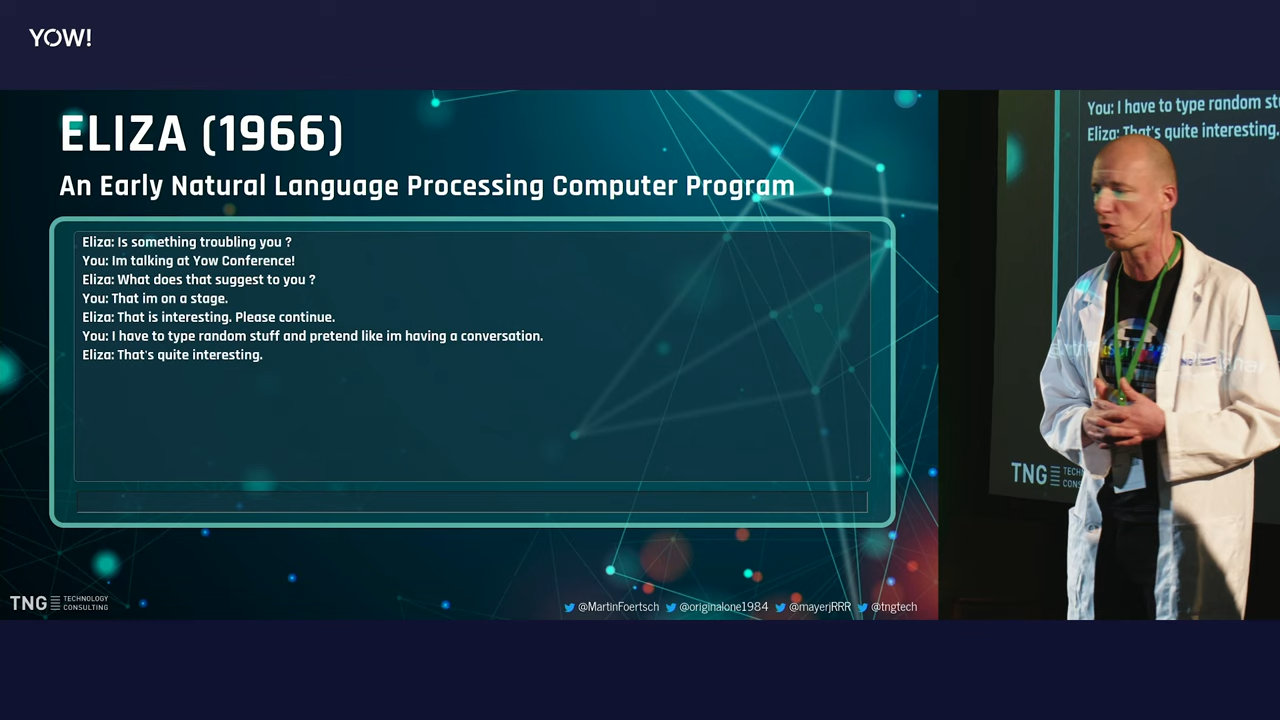 YOW!
ELIZA (1966)
An Early Natural Language Processing Computer Program
Eliza: Is something troubling you ?
You: Im talking at Yow Conference!
Eliza: What does that suggest to you ?
You: That im on a stage.
Eliza: That is interesting. Please continue.
You: I have to type random stuff and pretend like im having a conversation.
Eliza: That's quite interesting.
TNG TECHNOLOGY
CONSULTING
@MartinFoertsch @originalone1984 @mayerjRRR @tngtech
You: I have to type random
Eliza: That's quite interesting.
TNG